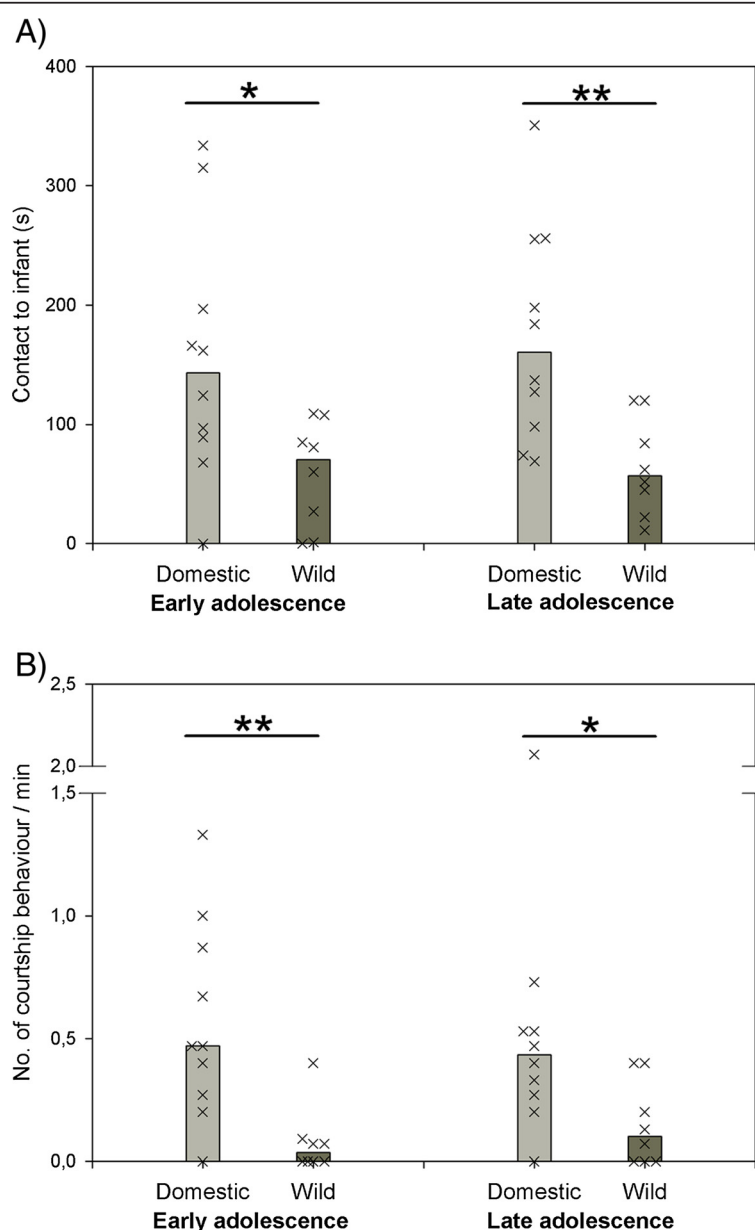 A)
400
300
200
100
0
Contact to infant (s)
* **
Domestic Wild Domestic Wild
Early adolescence Late adolescence
B)
2,5
2,0
1,5
1,0
0,5
0,0
No. of courtship behaviour / min
** *
Domestic Wild Domestic Wild
Early adolescence Late adolescence